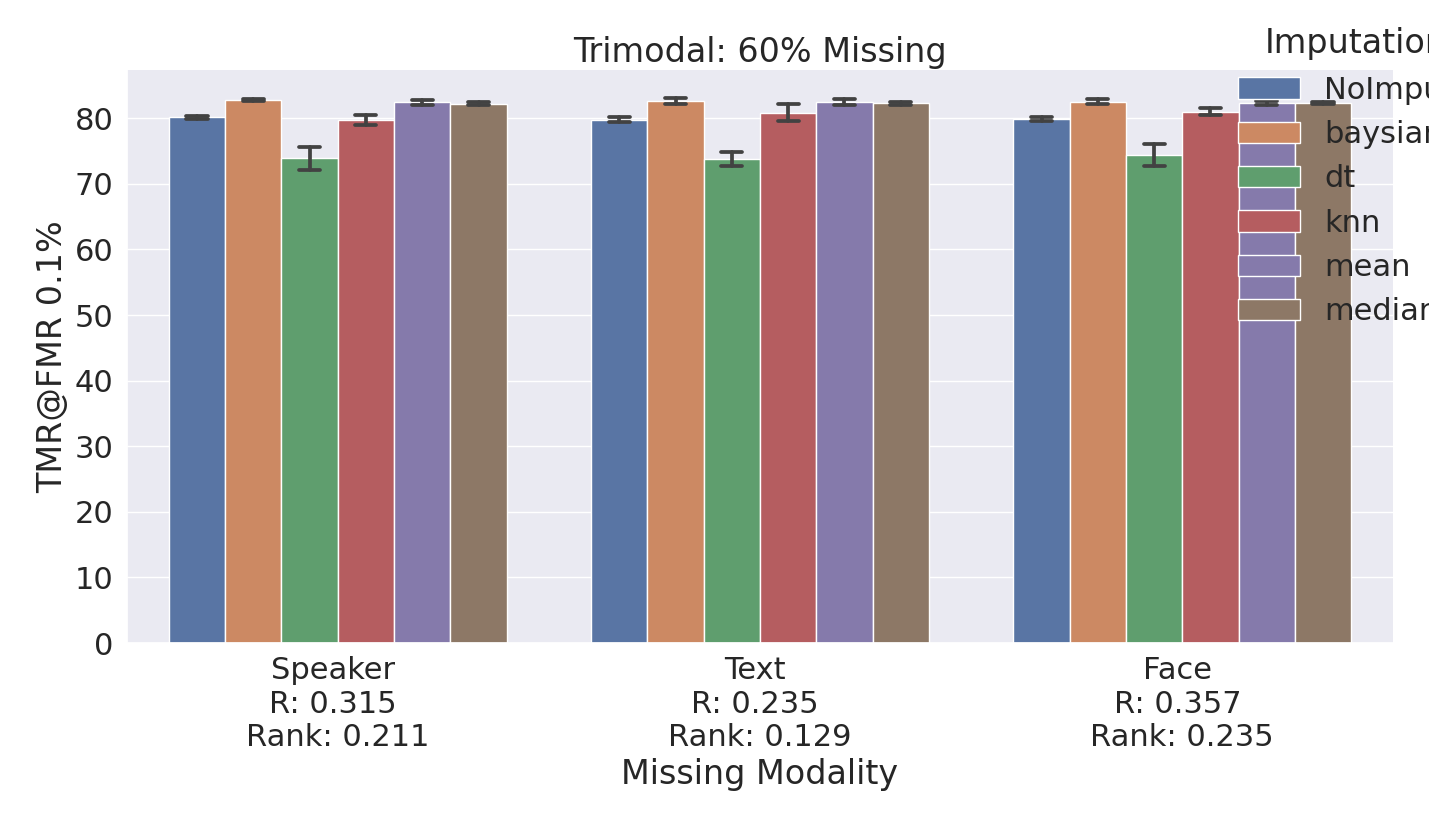 Trimodal: 60% Missing
Imputation
NoImpu
baysian
dt
knn
mean
median
TMR@FMR 0.1%
80
70
60
50
40
30
20
10
0
Speaker
R: 0.315
Rank: 0.211
Text
R: 0.235
Rank: 0.129
Face
R: 0.357
Rank: 0.235
Missing Modality